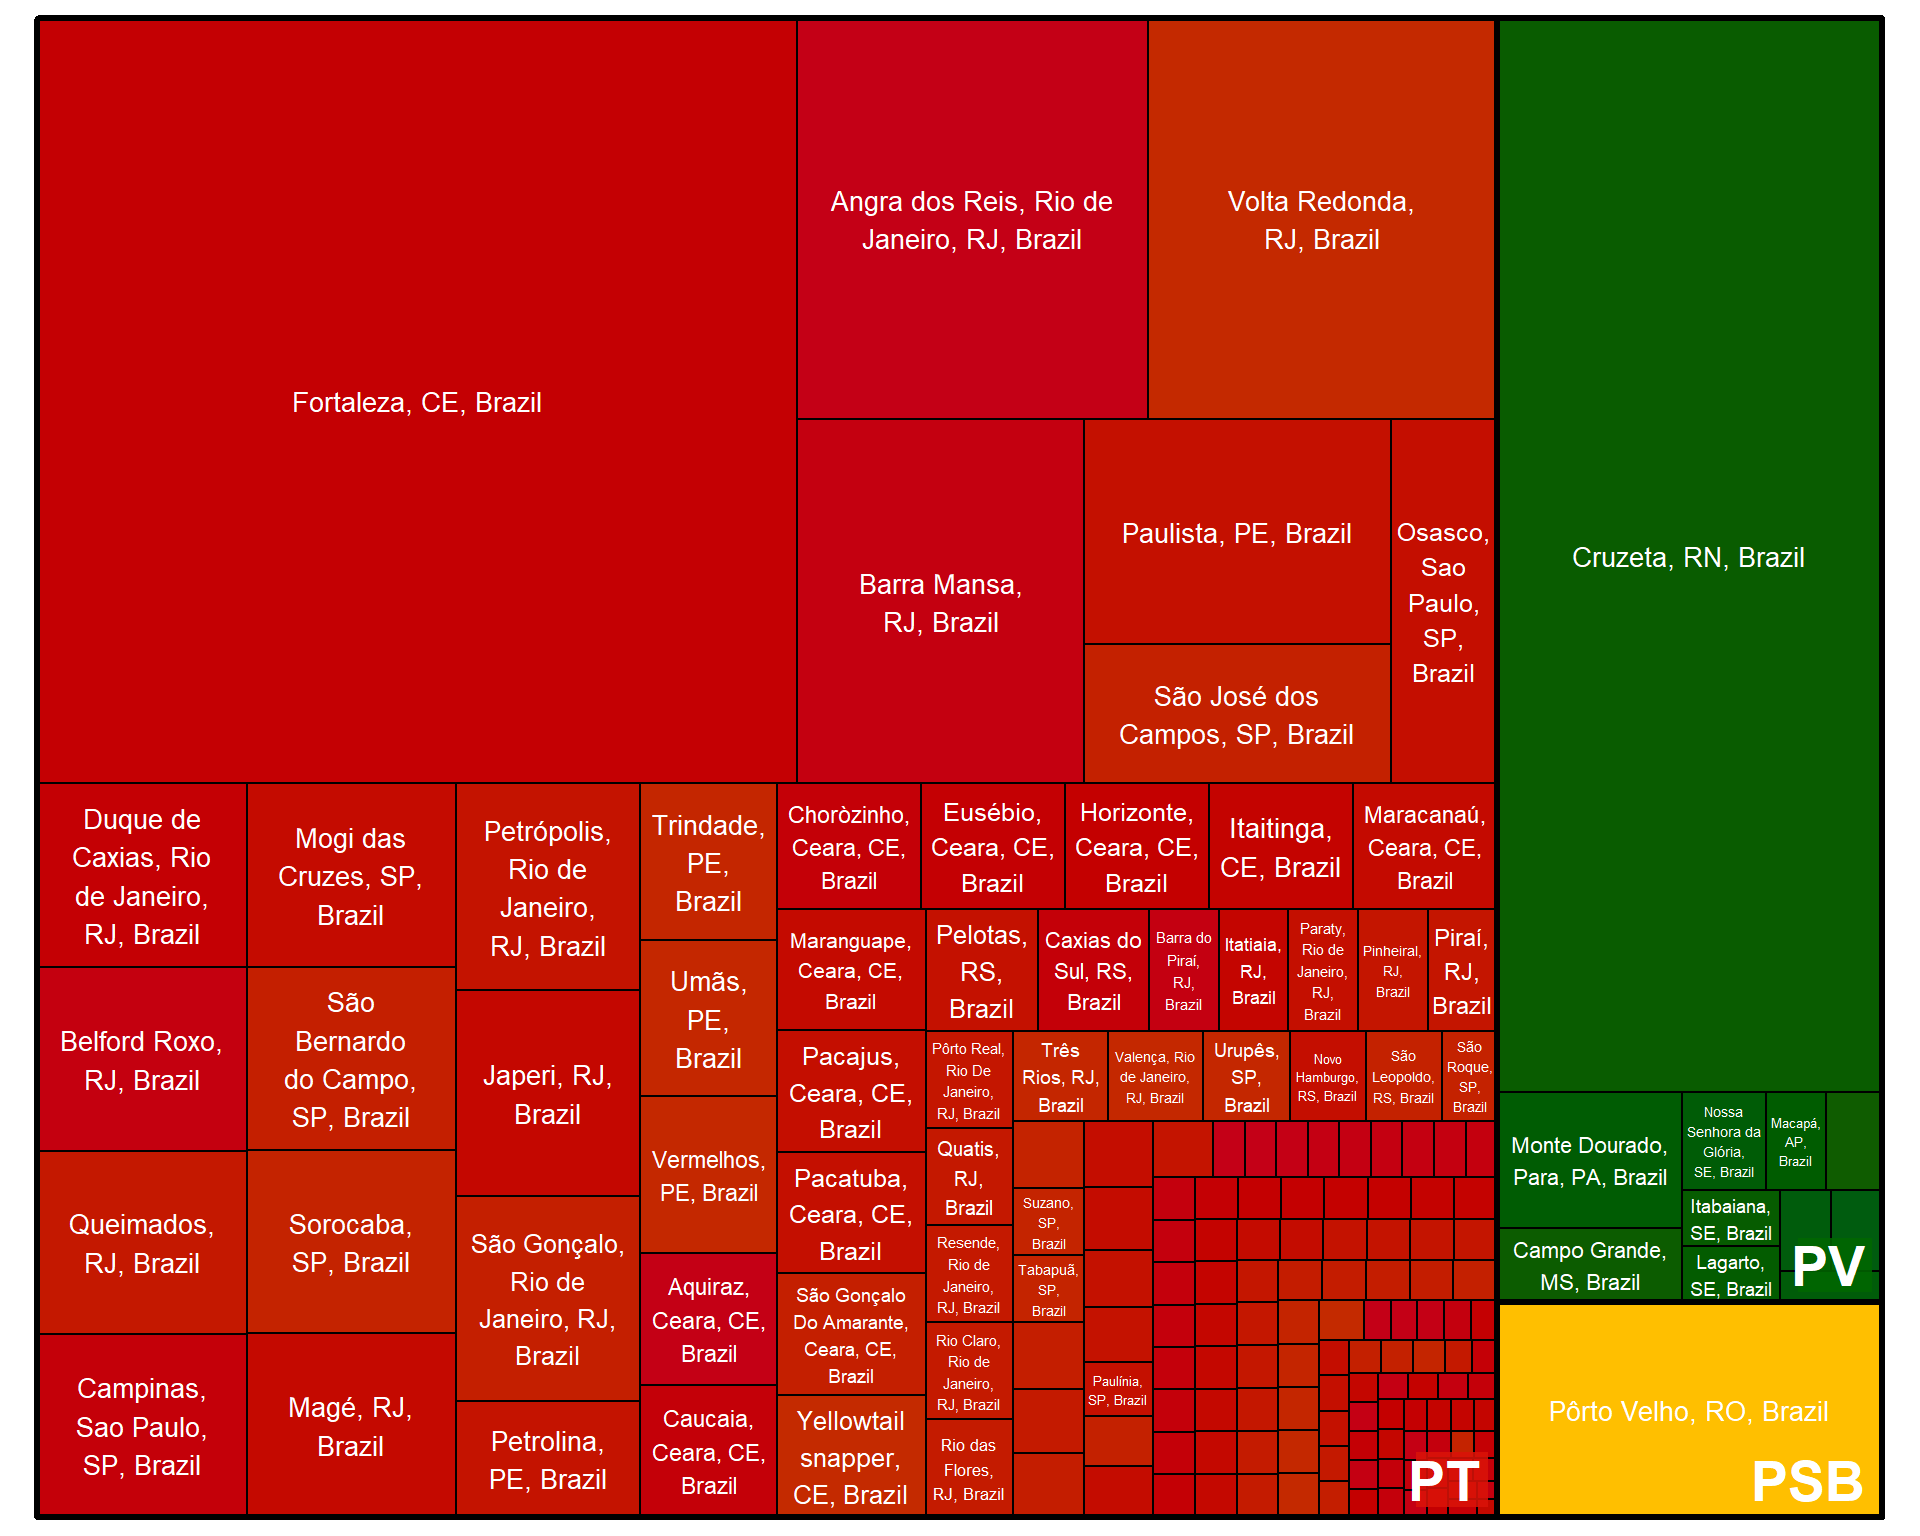 Fortaleza, CE, Brazil
Angra dos Reis, Rio de
Janeiro, RJ, Brazil
Volta Redonda,
RJ, Brazil
Barra Mansa,
RJ, Brazil
Paulista, PE, Brazil
São José dos
Campos, SP, Brazil
Osasco,
Sao
Paulo,
SP,
Brazil
Duque de
Caxias, Rio
de Janeiro,
RJ, Brazil
Belford Roxo,
RJ, Brazil
Queimados,
RJ, Brazil
Campinas,
Sao Paulo,
SP, Brazil
Mogi das
Cruzes, SP,
Brazil
São
Bernardo
do Campo,
SP, Brazil
Sorocaba,
SP, Brazil
Magé, RJ,
Brazil
Petrópolis,
Rio de
Janeiro,
RJ, Brazil
Japeri, RJ,
Brazil
São Gonçalo,
Rio de
Janeiro, RJ,
Brazil
Petrolina,
PE, Brazil
Trindade,
PE,
Brazil
Umãs,
PE,
Brazil
Vermelhos,
PE, Brazil
Aquiraz,
Ceara, CE,
Brazil
Caucaia,
Ceara, CE,
Brazil
Choròzinho,
Ceara, CE,
Brazil
Eusébio,
Ceara, CE,
Brazil
Horizonte,
Ceara, CE,
Brazil
Itaitinga,
CE, Brazil
Maracanaú,
Ceara, CE,
Brazil
Maranguape,
Ceara, CE,
Brazil
Pacajus,
Ceara, CE,
Brazil
Pacatuba,
Ceara, CE,
Brazil
São Gonçalo
Do Amarante,
Ceara, CE,
Brazil
Yellowtail
snapper,
CE, Brazil
Pelotas,
RS,
Brazil
Caxias do
Sul, RS,
Brazil
Barra do
Piraí,
RJ,
Brazil
Itatiaia,
RJ,
Brazil
Paraty,
Rio de
Janeiro,
RJ,
Brazil
Pinheiral,
RJ,
Brazil
Piraí,
RJ,
Brazil
Pôrto Real,
Rio De
Janeiro,
RJ, Brazil
Quatis,
RJ,
Brazil
Resende,
Rio de
Janeiro,
RJ, Brazil
Rio Claro,
Rio de
Janeiro,
RJ, Brazil
Rio das
Flores,
RJ, Brazil
Três
Rios, RJ,
Brazil
Valença, Rio
de Janeiro,
RJ, Brazil
Urupês,
SP,
Brazil
Novo
Hamburgo,
RS, Brazil
São
Leopoldo,
RS, Brazil
São
Roque,
SP,
Brazil
Suzano,
SP,
Brazil
Tabapuã,
SP,
Brazil
Paulínia,
SP, Brazil
PT
Cruzeta, RN, Brazil
Monte Dourado,
Para, PA, Brazil
Campo Grande,
MS, Brazil
Nossa
Senhora da
Glória,
SE, Brazil
Macapá,
AP,
Brazil
Itabaiana,
SE, Brazil
Lagarto,
SE, Brazil
PV
Pôrto Velho, RO, Brazil
PSB